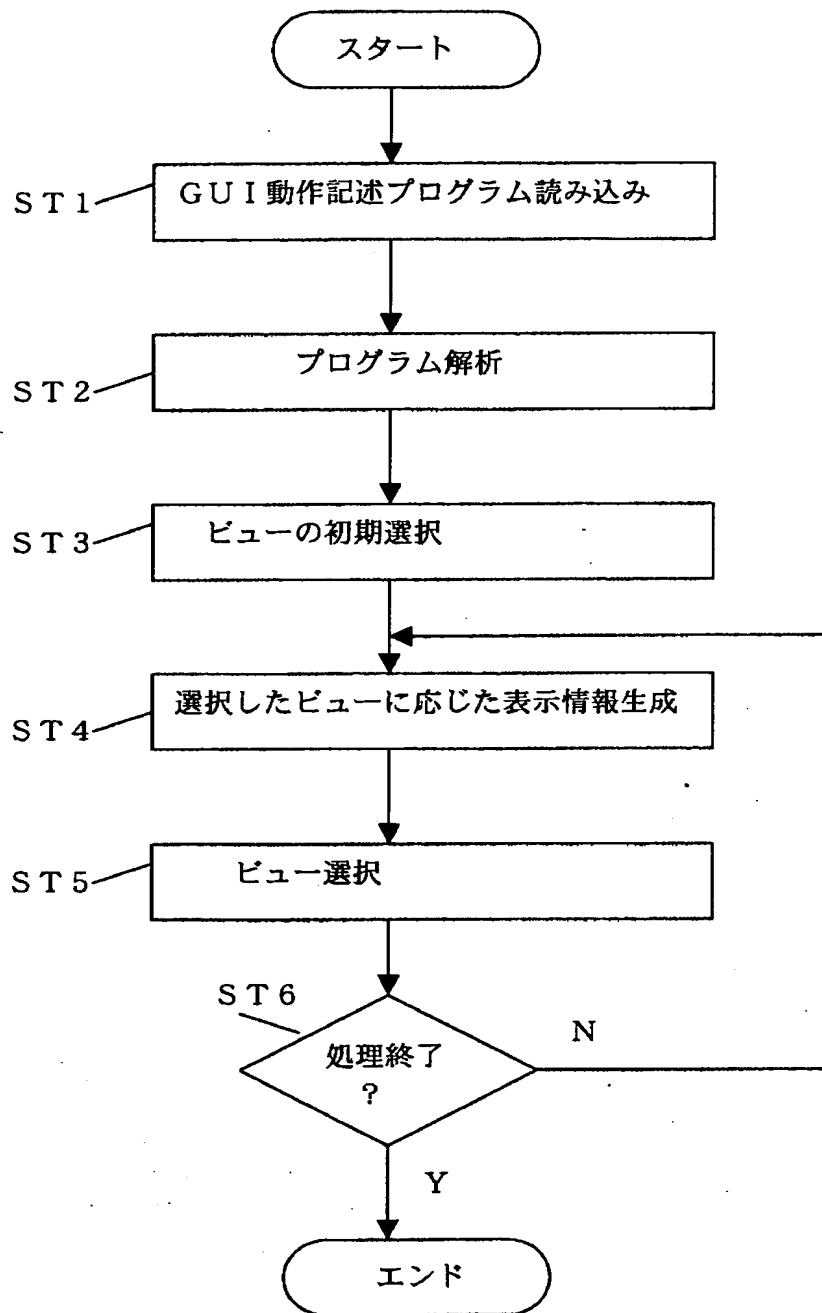 スタート
ST1
GUI動作記述プログラム読み込み
プログラム解析
ST2
ビューの初期選択
ST3
選択したビューに応じた表示情報生成
ST4
ビュー選択
ST5
ST6
処理終了
?
N
Y
エンド